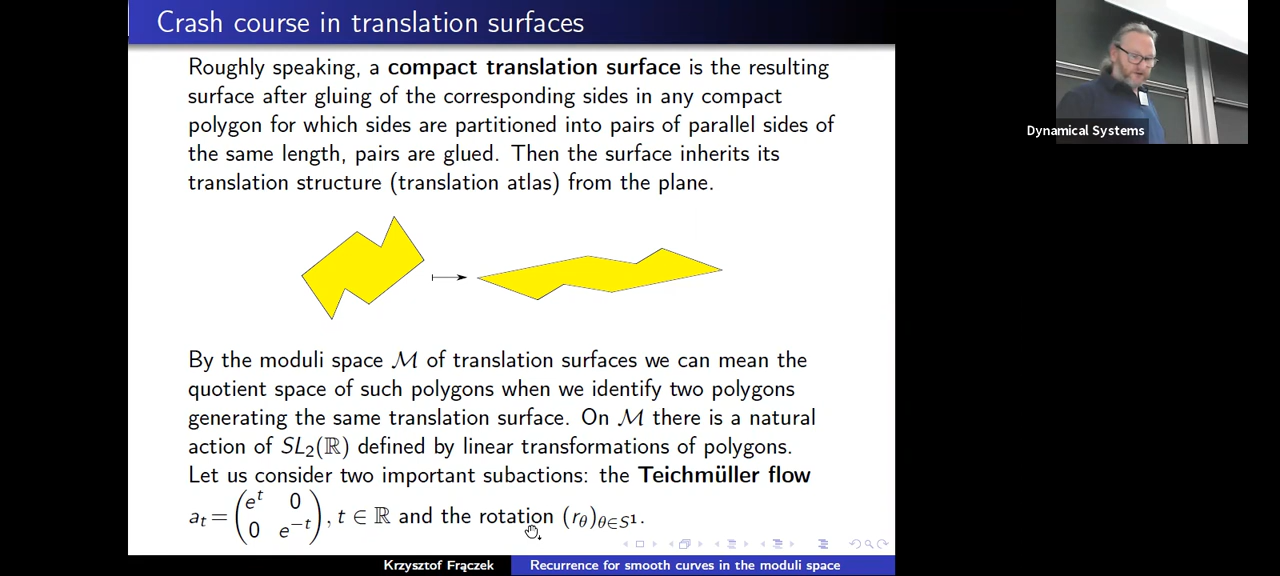 Crash course in translation surfaces
Roughly speaking, a compact translation surface is the resulting
surface after gluing of the corresponding sides in any compact
polygon for which sides are partitioned into pairs of parallel sides of
the same length, pairs are glued. Then the surface inherits its
translation structure (translation atlas) from the plane.
By the moduli space ℳ of translation surfaces we can mean the
quotient space of such polygons when we identify two polygons
generating the same translation surface. On ℳ there is a natural
action of SL₂(ℝ) defined by linear transformations of polygons.
Let us consider two important subactions: the Teichmüller flow
aₜ = (eᵗ 0
0 e⁻ᵗ), t ∈ ℝ and the rotation (r_θ)_{θ∈S¹}.
Krzysztof Frączek Recurrence for smooth curves in the moduli space
Dynamical Systems